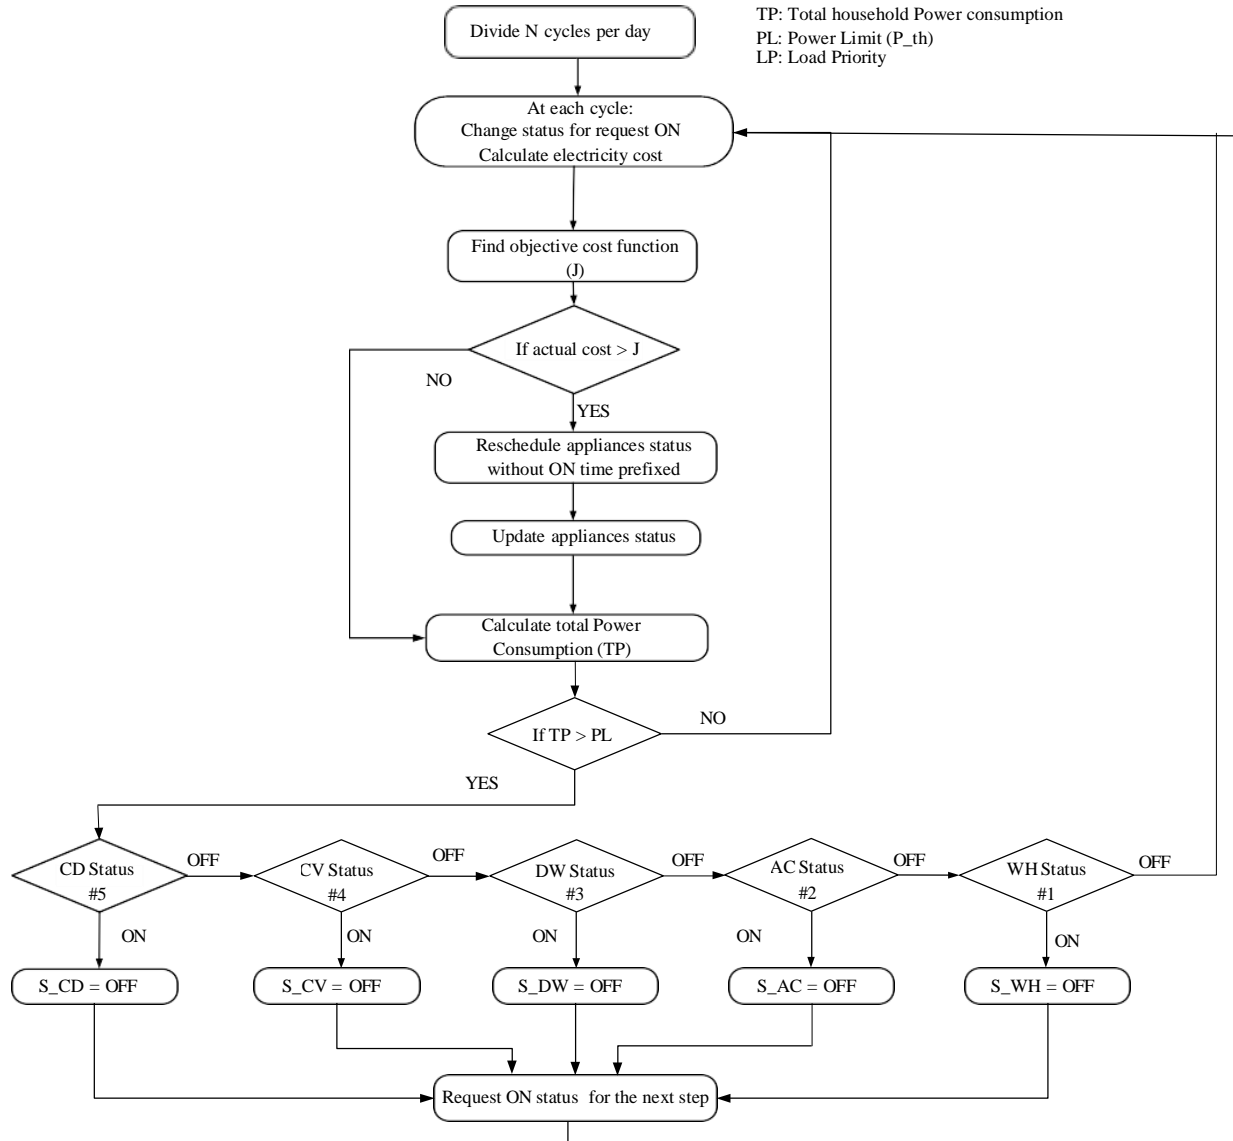 TP: Total household Power consumption
PL: Power Limit (P_th)
LP: Load Priority
Divide N cycles per day
At each cycle:
Change status for request ON
Calculate electricity cost
Find objective cost function
(J)
If actual cost > J
NO
YES
Reschedule appliances status
without ON time prefixed
Update appliances status
Calculate total Power
Consumption (TP)
If TP > PL
NO
YES
CD Status
#5
OFF
CV Status
#4
OFF
DW Status
#3
OFF
AC Status
#2
OFF
WH Status
#1
OFF
ON
ON
ON
ON
ON
S_CD = OFF
S_CV = OFF
S_DW = OFF
S_AC = OFF
S_WH = OFF
Request ON status for the next step